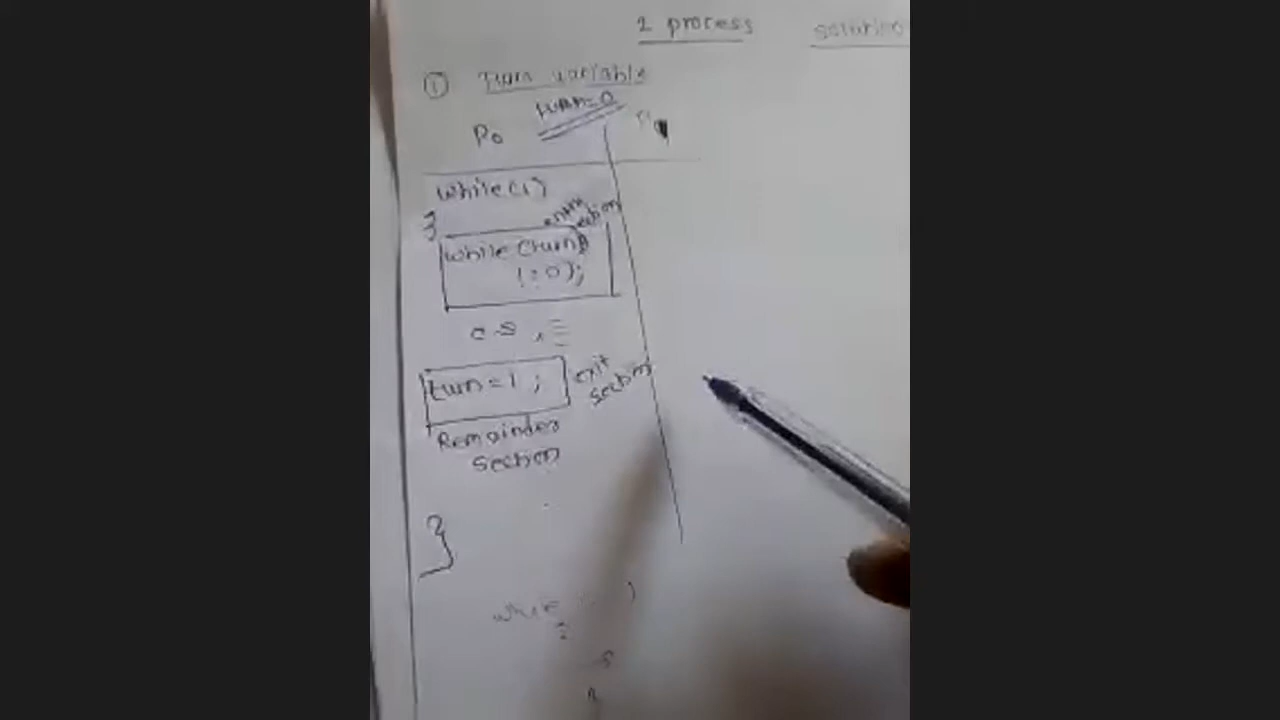 2 process solution
① Turn variable
turn=0
P0
while(1)
{
entry section
while (turn
!=0);
C.S
turn=1;
exit section
Remainder
section
}